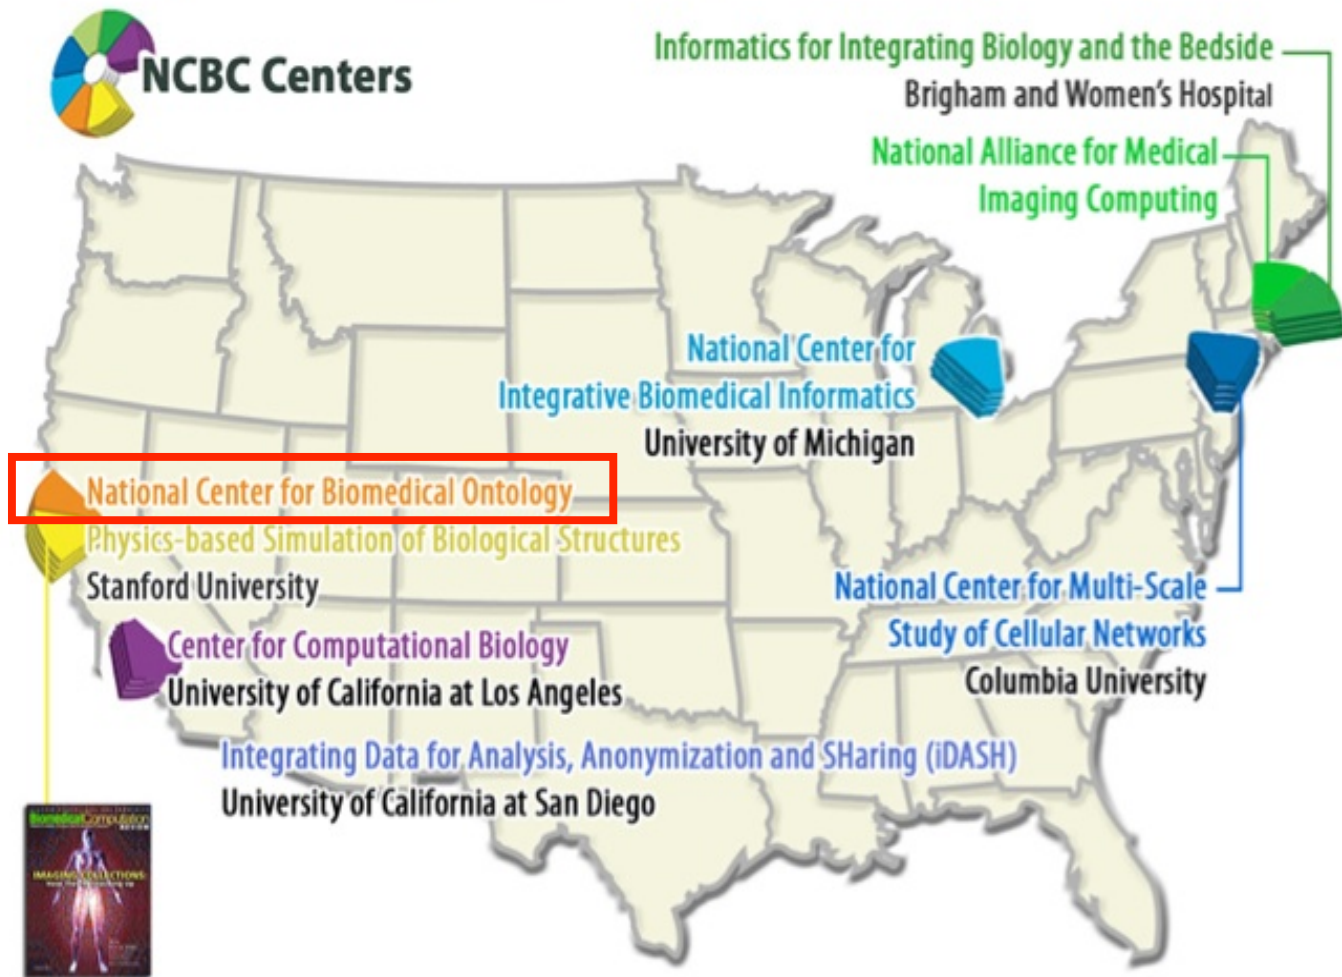 NCBC Centers
Informatics for Integrating Biology and the Bedside
Brigham and Women's Hospital
National Alliance for Medical
Imaging Computing
National Center for
Integrative Biomedical Informatics
University of Michigan
National Center for Biomedical Ontology
Physics-based Simulation of Biological Structures
Stanford University
National Center for Multi-Scale
Study of Cellular Networks
Columbia University
Center for Computational Biology
University of California at Los Angeles
Integrating Data for Analysis, Anonymization and SHaring (iDASH)
University of California at San Diego
BiomedicalComputation
REVIEW
IMAGING COLLECTIONS: